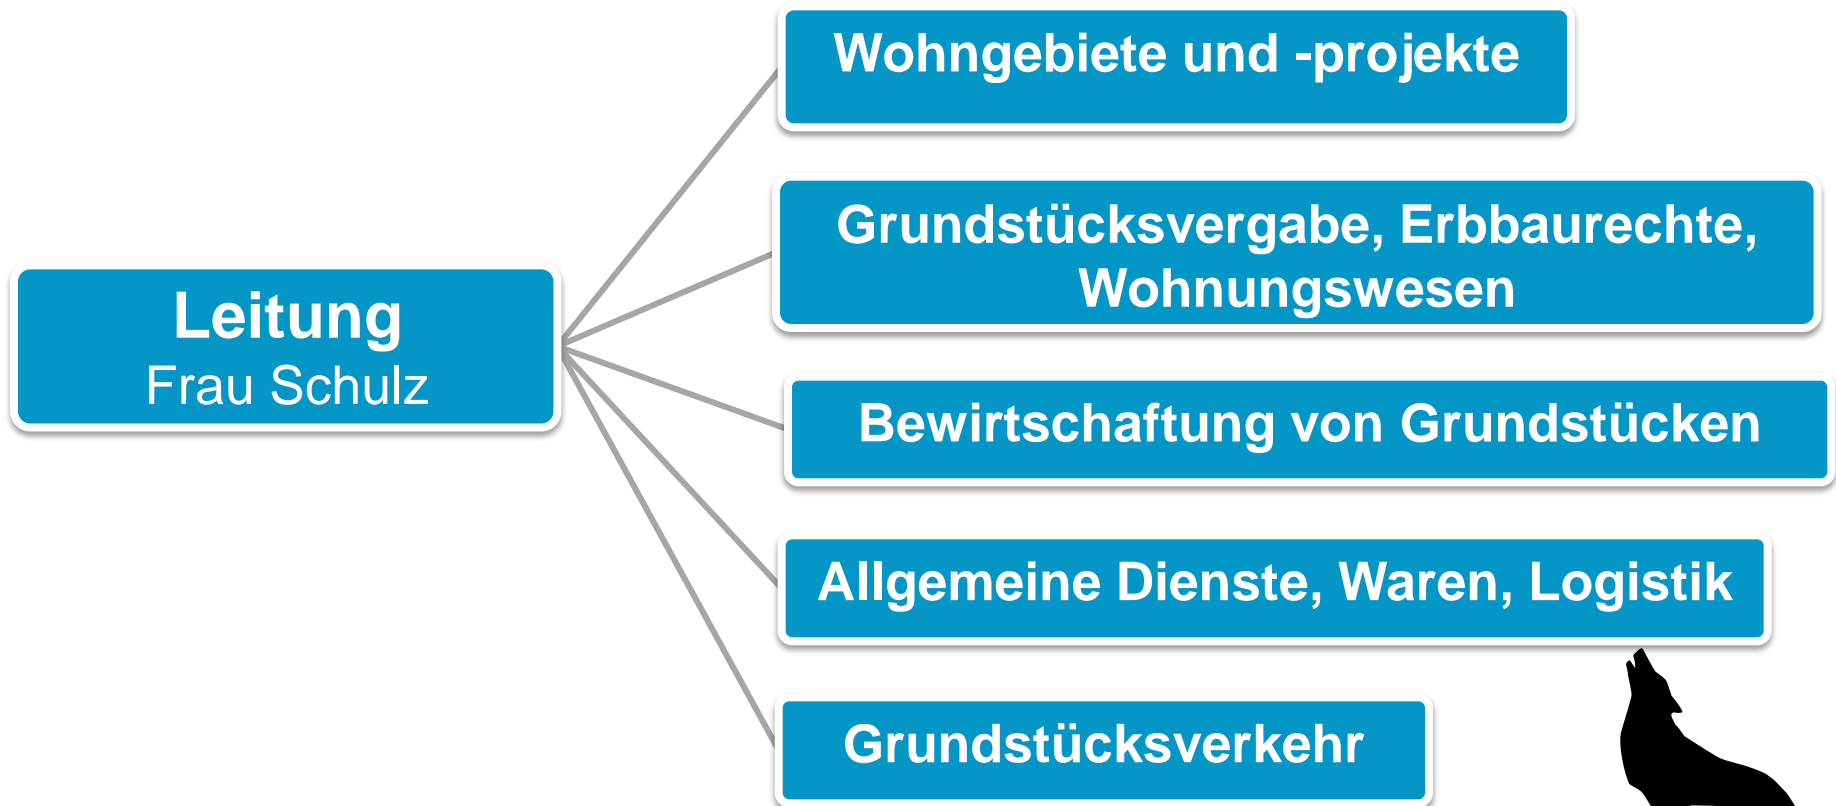 Wohngebiete und -projekte
Grundstücksvergabe, Erbbaurechte,
Wohnungswesen
Leitung
Frau Schulz
Bewirtschaftung von Grundstücken
Allgemeine Dienste, Waren, Logistik
Grundstücksverkehr